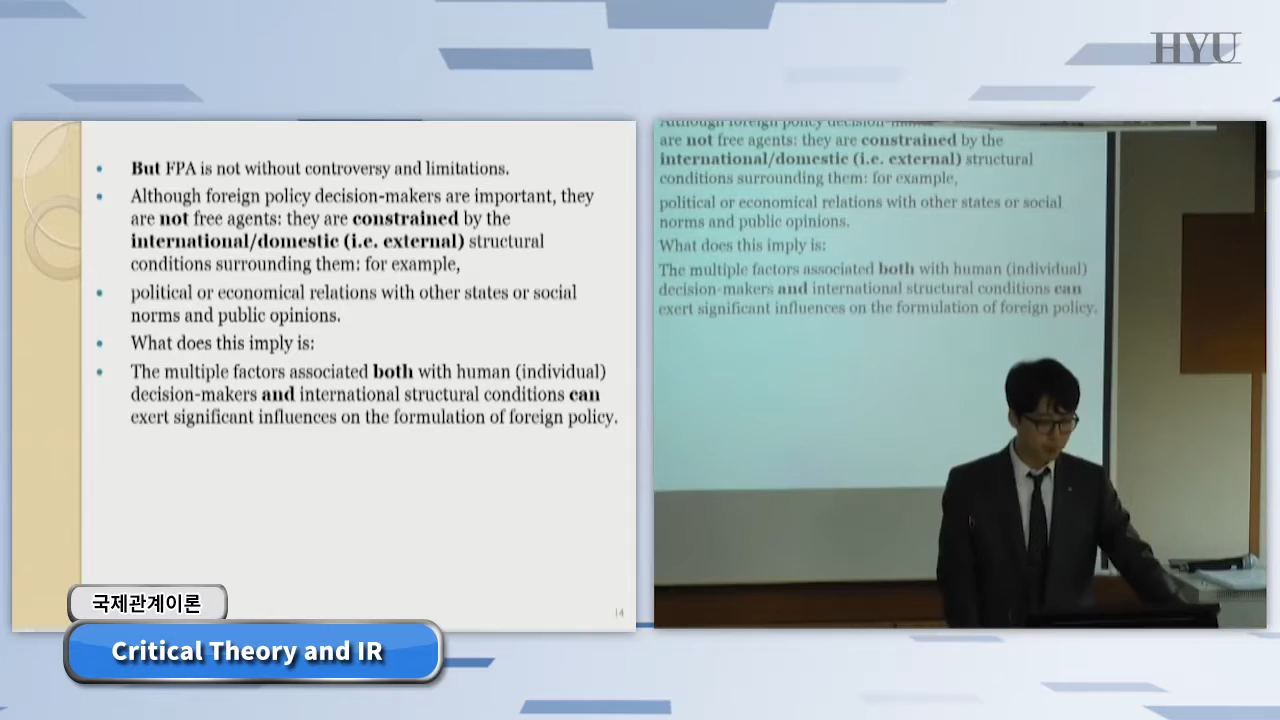 HYU
But FPA is not without controversy and limitations.
Although foreign policy decision-makers are important, they
are not free agents: they are constrained by the
international/domestic (i.e. external) structural
conditions surrounding them: for example,
political or economical relations with other states or social
norms and public opinions.
What does this imply is:
The multiple factors associated both with human (individual)
decision-makers and international structural conditions can
exert significant influences on the formulation of foreign policy.
14
Although foreign policy decision-
are not free agents: they are constrained by the
international/domestic (i.e. external) structural
conditions surrounding them: for example,
political or economical relations with other states or social
norms and public opinions.
What does this imply is:
The multiple factors associated both with human (individual)
decision-makers and international structural conditions can
exert significant influences on the formulation of foreign policy.
국제관계이론
Critical Theory and IR